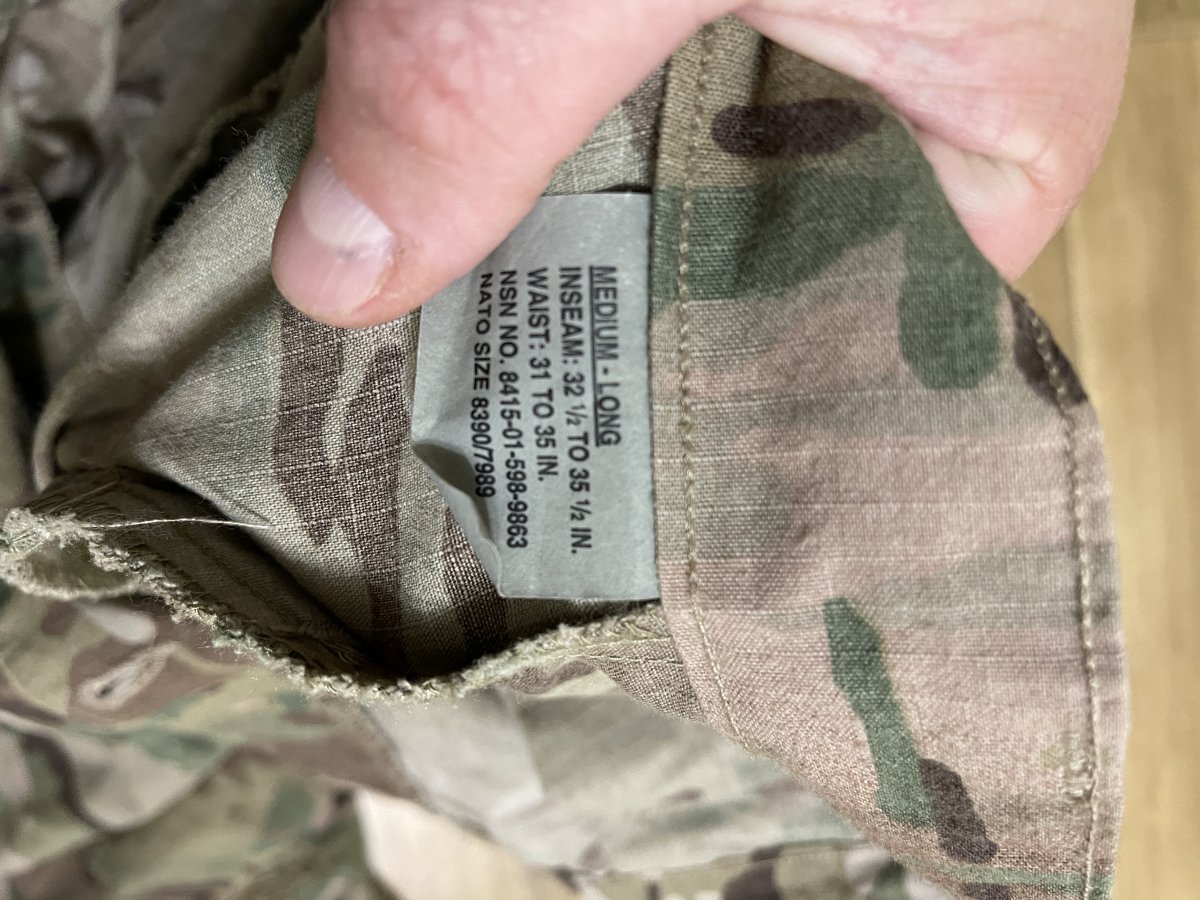 MEDIUM - LONG
INSEAM: 32 ½ TO 35 ½ IN.
WAIST: 31 TO 35 IN.
NSN NO. 8415-01-598-9863
NATO SIZE 8390/7989